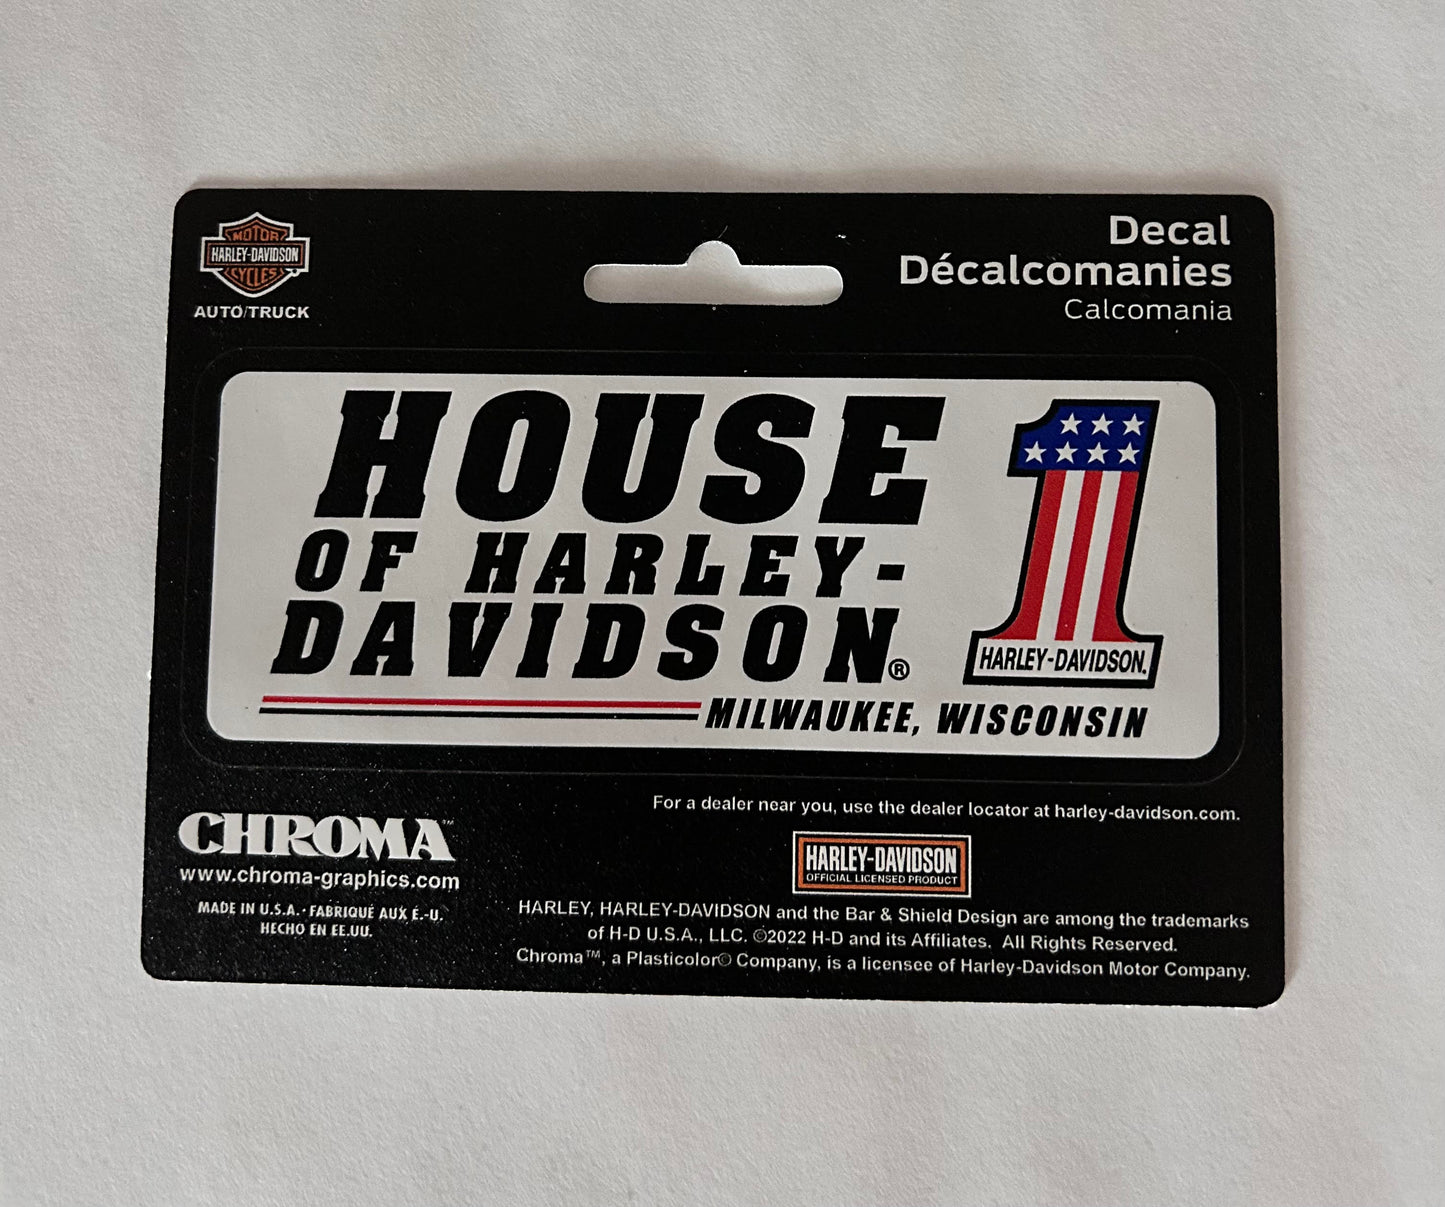 MOTOR
HARLEY-DAVIDSON
CYCLES
AUTO/TRUCK
Decal
Décalcomanies
Calcomania
HOUSE
OF HARLEY-
DAVIDSON®
MILWAUKEE, WISCONSIN
1
HARLEY-DAVIDSON.
CHROMA™
www.chroma-graphics.com
MADE IN U.S.A. · FABRIQUÉ AUX É.-U.
HECHO EN EE.UU.
For a dealer near you, use the dealer locator at harley-davidson.com.
HARLEY-DAVIDSON
OFFICIAL LICENSED PRODUCT
HARLEY, HARLEY-DAVIDSON and the Bar & Shield Design are among the trademarks
of H-D U.S.A., LLC. ©2022 H-D and its Affiliates. All Rights Reserved.
Chroma™, a Plasticolor© Company, is a licensee of Harley-Davidson Motor Company.